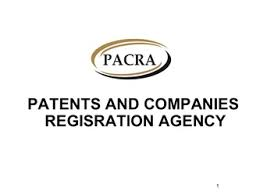 PACRA
PATENTS AND COMPANIES
REGISRATION AGENCY
1